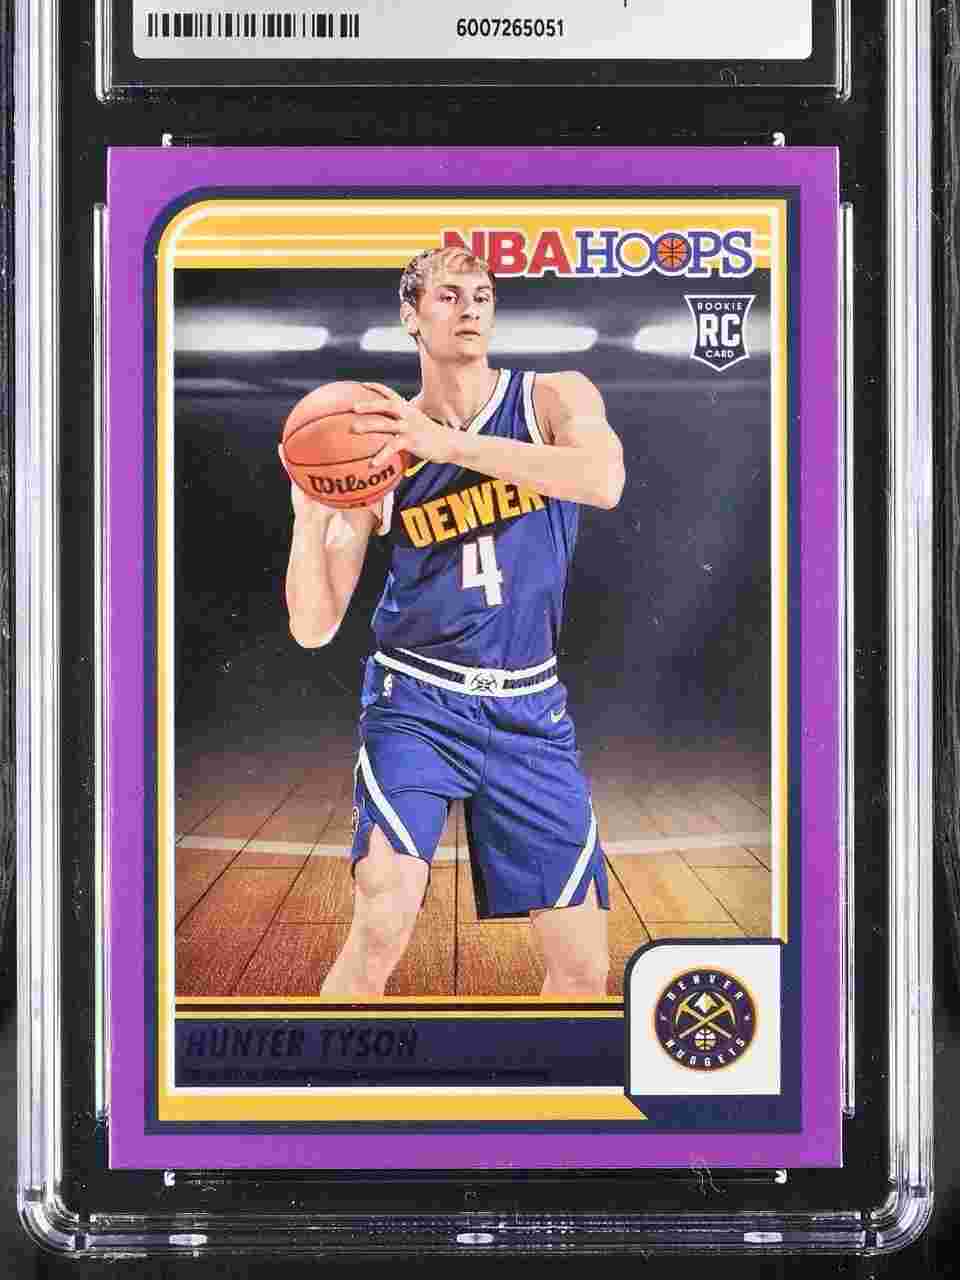 6007265051
NBA HOOPS
ROOKIE
RC
CARD
Wilson
DENVER
4
HUNTER TYSON
DENVER
NUGGETS